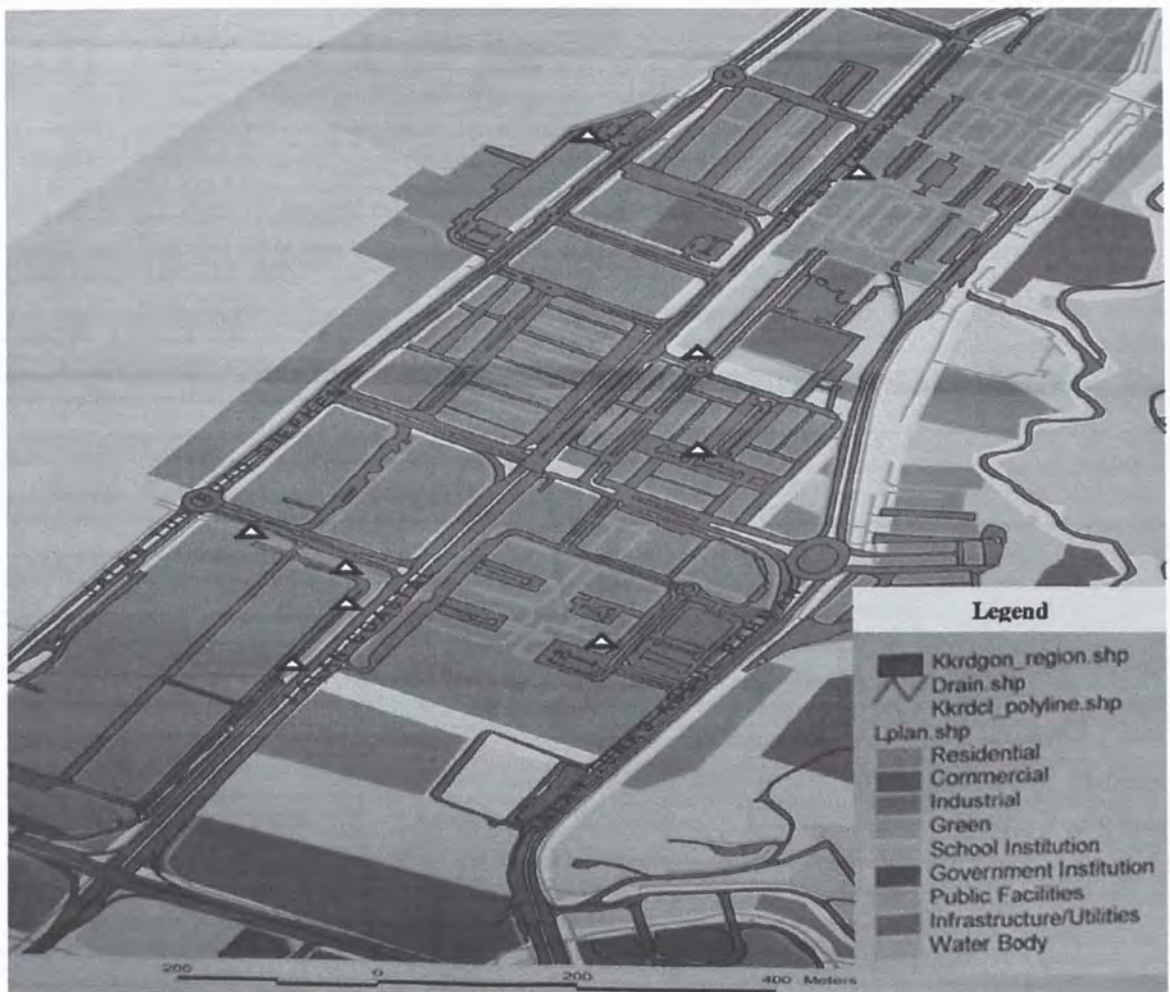 Legend
Kkrdgon_region.shp
Drain.shp
Kkrdcl_polyline.shp
Lplan.shp
Residential
Commercial
Industrial
Green
School Institution
Government Institution
Public Facilities
Infrastructure/Utilities
Water Body
200 0 200 400 Meters